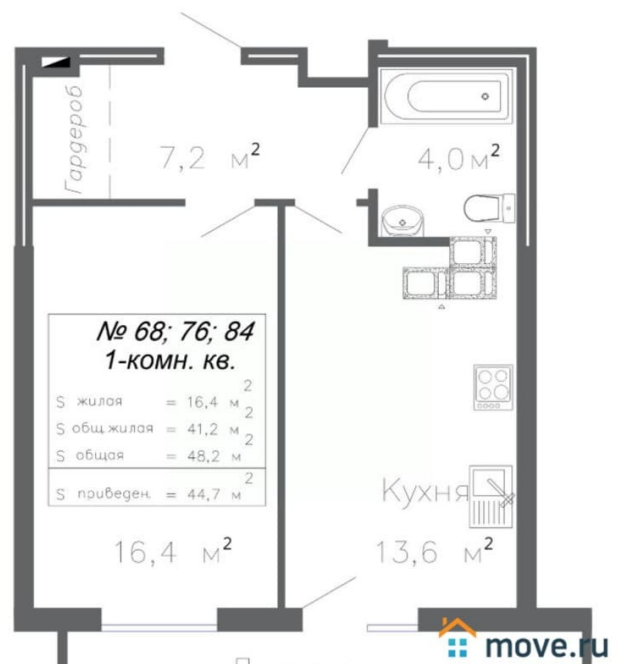 Гардероб
7,2 м²
4,0 м²
№ 68; 76; 84
1-комн. кв.
S жилая = 16,4 м²
S общ.жилая = 41,2 м²
S общая = 48,2 м²
S приведен. = 44,7 м²
Кухня
16,4 м²
13,6 м²
move.ru